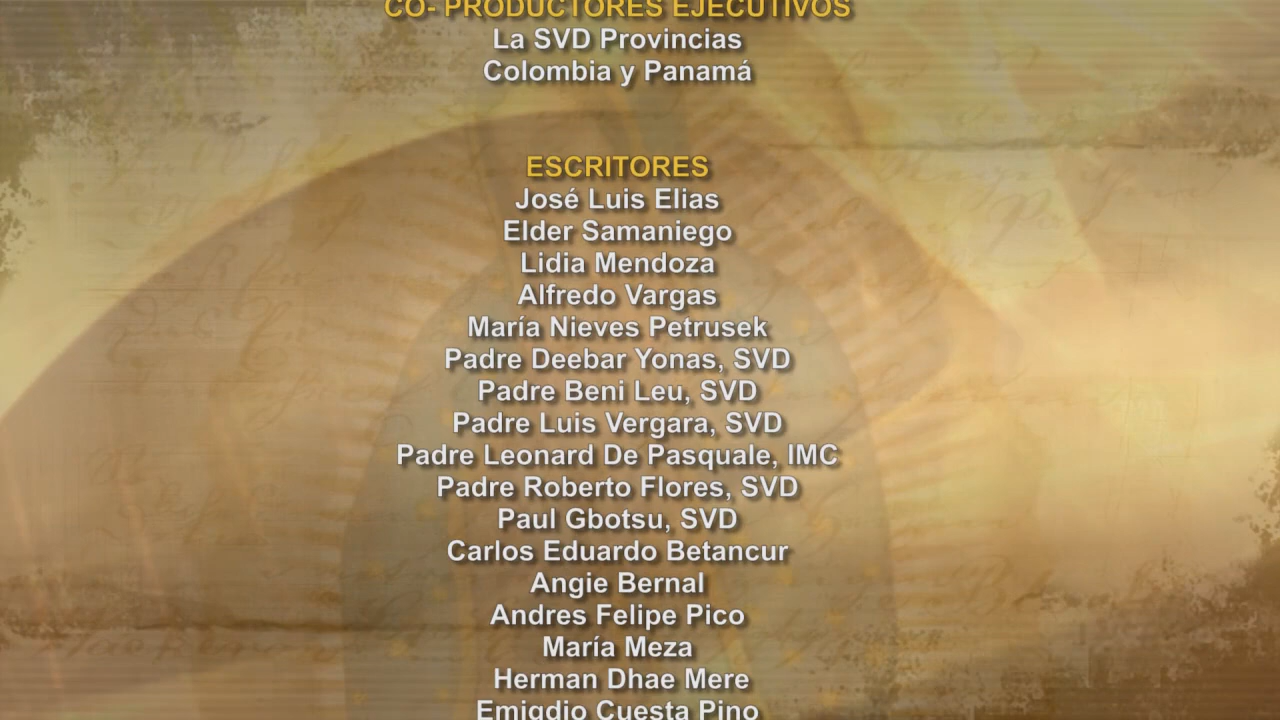 CO- PRODUCTORES EJECUTIVOS
La SVD Provincias
Colombia y Panamá
ESCRITORES
José Luis Elias
Elder Samaniego
Lidia Mendoza
Alfredo Vargas
María Nieves Petrusek
Padre Deebar Yonas, SVD
Padre Beni Leu, SVD
Padre Luis Vergara, SVD
Padre Leonard De Pasquale, IMC
Padre Roberto Flores, SVD
Paul Gbotsu, SVD
Carlos Eduardo Betancur
Angie Bernal
Andres Felipe Pico
María Meza
Herman Dhae Mere
Emigdio Cuesta Pino